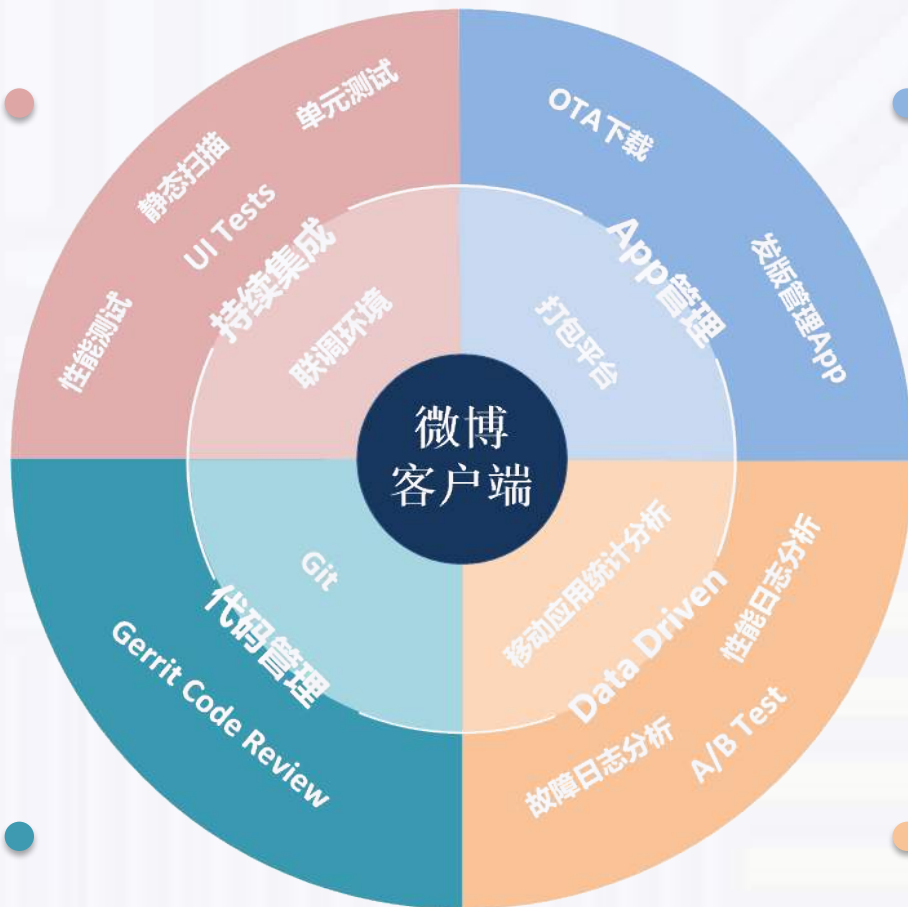 单元测试
静态扫描
UI Tests
性能测试
持续集成
联调环境
OTA下载
发版管理App
App管理
打包平台
微博
客户端
Git
代码管理
Gerrit Code Review
移动应用统计分析
Data Driven
性能日志分析
A/B Test
故障日志分析